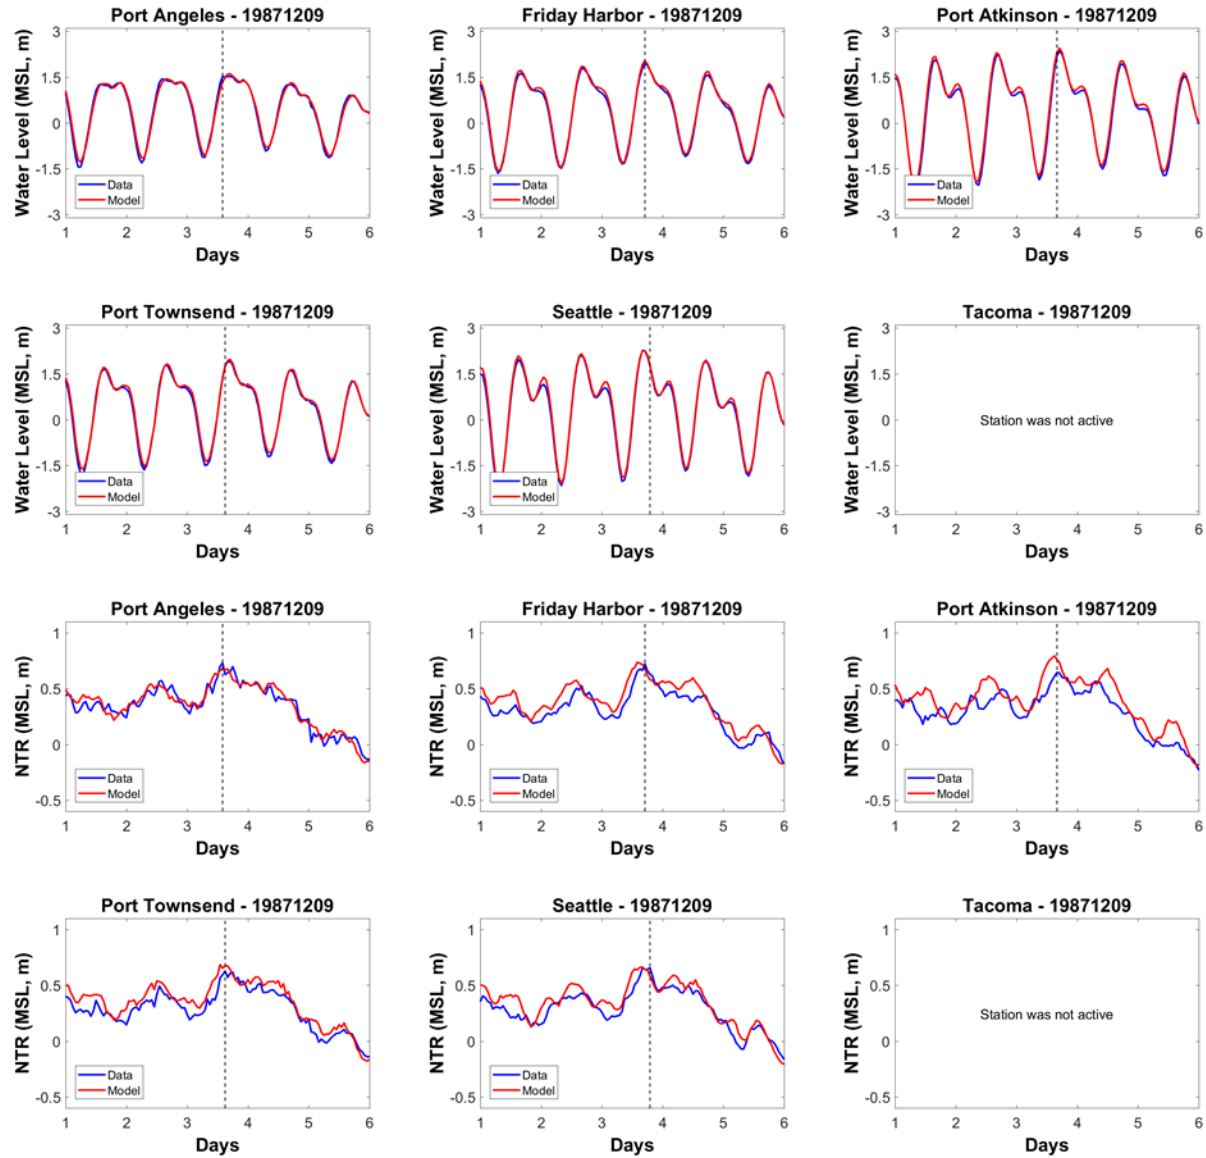 Port Angeles - 19871209
Water Level (MSL, m)
3
1.5
0
-1.5
-3
Data
Model
1 2 3 4 5 6
Days
Friday Harbor - 19871209
Water Level (MSL, m)
3
1.5
0
-1.5
-3
Data
Model
1 2 3 4 5 6
Days
Port Atkinson - 19871209
Water Level (MSL, m)
3
1.5
0
-1.5
-3
Data
Model
1 2 3 4 5 6
Days
Port Townsend - 19871209
Water Level (MSL, m)
3
1.5
0
-1.5
-3
Data
Model
1 2 3 4 5 6
Days
Seattle - 19871209
Water Level (MSL, m)
3
1.5
0
-1.5
-3
Data
Model
1 2 3 4 5 6
Days
Tacoma - 19871209
Water Level (MSL, m)
3
1.5
0
-1.5
-3
Station was not active
1 2 3 4 5 6
Days
Port Angeles - 19871209
NTR (MSL, m)
1
0.5
0
-0.5
Data
Model
1 2 3 4 5 6
Days
Friday Harbor - 19871209
NTR (MSL, m)
1
0.5
0
-0.5
Data
Model
1 2 3 4 5 6
Days
Port Atkinson - 19871209
NTR (MSL, m)
1
0.5
0
-0.5
Data
Model
1 2 3 4 5 6
Days
Port Townsend - 19871209
NTR (MSL, m)
1
0.5
0
-0.5
Data
Model
1 2 3 4 5 6
Days
Seattle - 19871209
NTR (MSL, m)
1
0.5
0
-0.5
Data
Model
1 2 3 4 5 6
Days
Tacoma - 19871209
NTR (MSL, m)
1
0.5
0
-0.5
Station was not active
1 2 3 4 5 6
Days